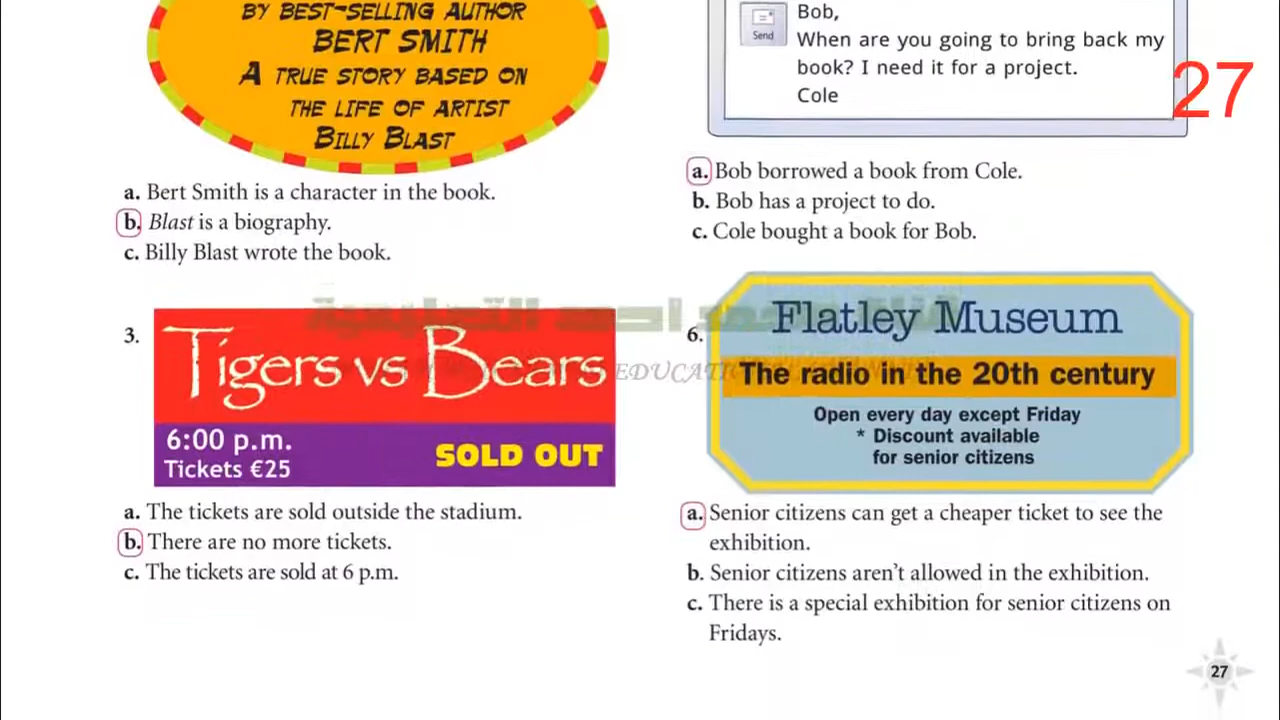 BY BEST-SELLING AUTHOR
BERT SMITH
A TRUE STORY BASED ON
THE LIFE OF ARTIST
BILLY BLAST
a. Bert Smith is a character in the book.
b. Blast is a biography.
c. Billy Blast wrote the book.
3.
Tigers vs Bears
6:00 p.m.
Tickets €25
SOLD OUT
a. The tickets are sold outside the stadium.
b. There are no more tickets.
c. The tickets are sold at 6 p.m.
Send
Bob,
When are you going to bring back my
book? I need it for a project.
Cole
27
a. Bob borrowed a book from Cole.
b. Bob has a project to do.
c. Cole bought a book for Bob.
6.
Flatley Museum
The radio in the 20th century
Open every day except Friday
* Discount available
for senior citizens
a. Senior citizens can get a cheaper ticket to see the
exhibition.
b. Senior citizens aren't allowed in the exhibition.
c. There is a special exhibition for senior citizens on
Fridays.
27